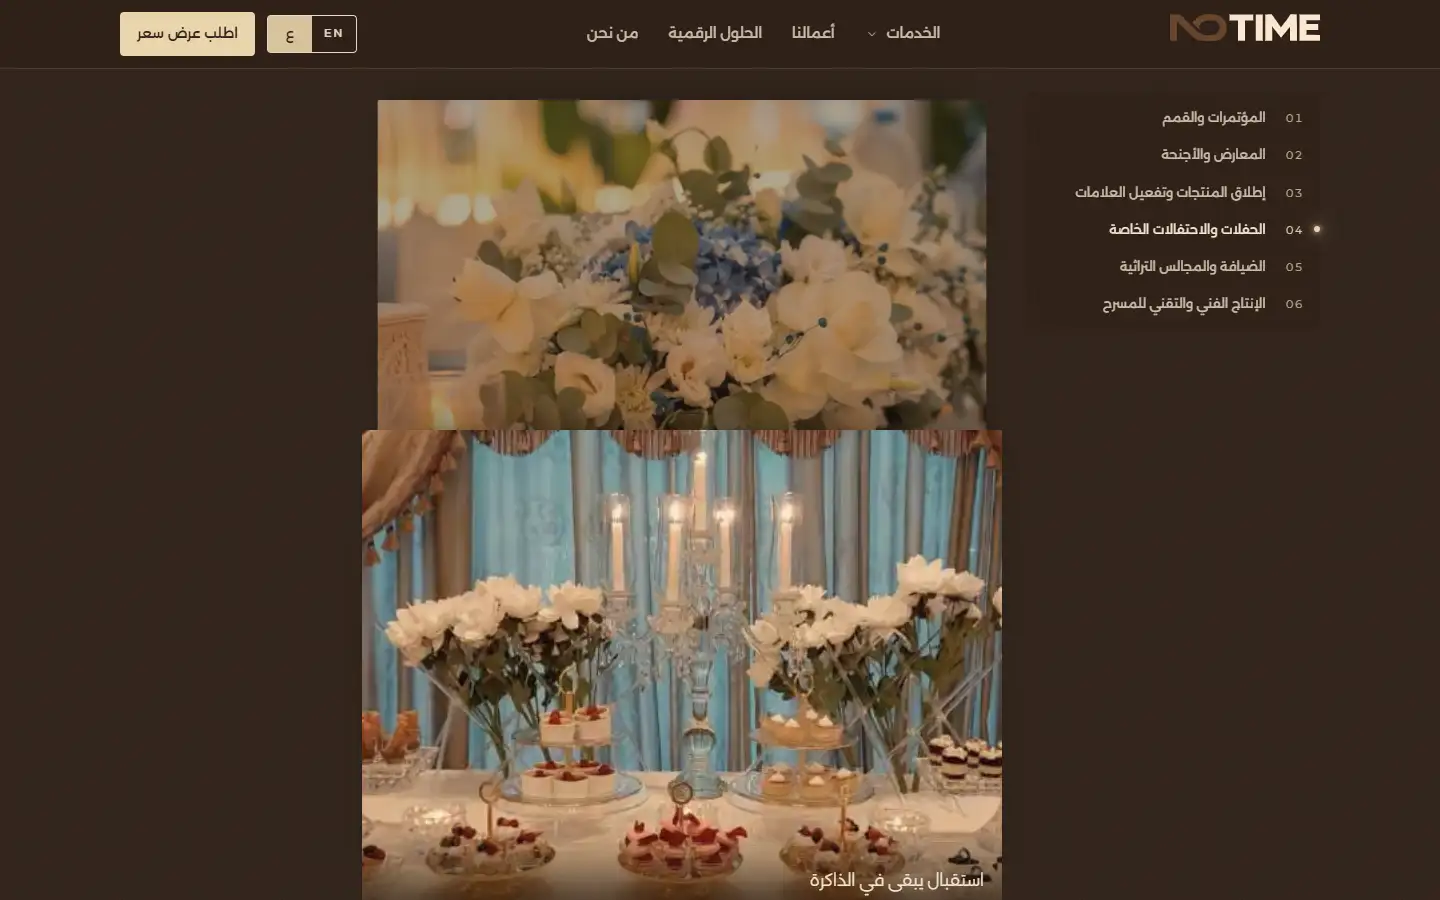 NO TIME
الخدمات
أعمالنا
الحلول الرقمية
من نحن
EN
ع
اطلب عرض سعر
01 المؤتمرات والقمم
02 المعارض والأجنحة
03 إطلاق المنتجات وتفعيل العلامات
04 الحفلات والاحتفالات الخاصة
05 الضيافة والمجالس التراثية
06 الإنتاج الفني والتقني للمسرح
استقبال يبقى في الذاكرة